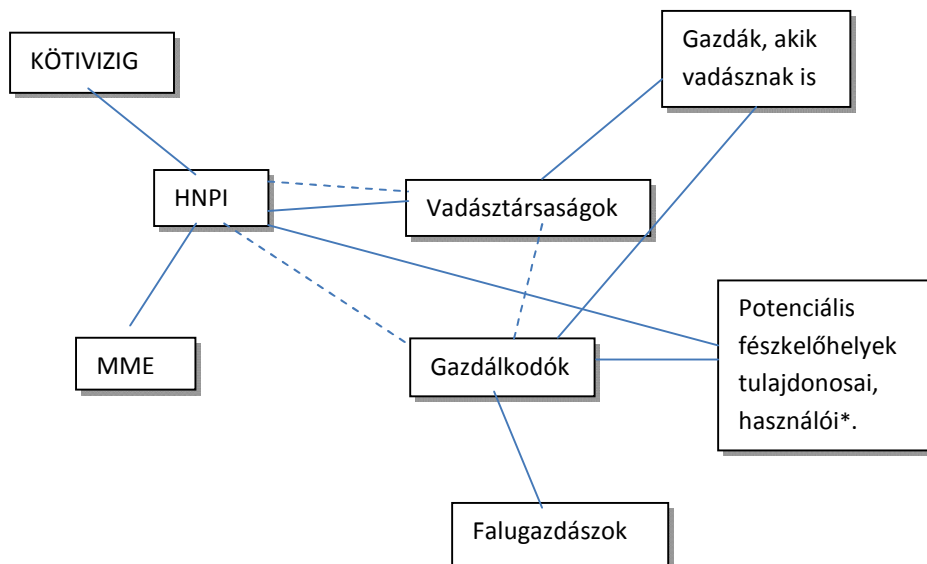 KÖTIVIZIG
Gazdák, akik
vadásznak is
HNPI
Vadásztársaságok
MME
Gazdálkodók
Potenciális
fészkelőhelyek
tulajdonosai,
használói*.
Falugazdászok